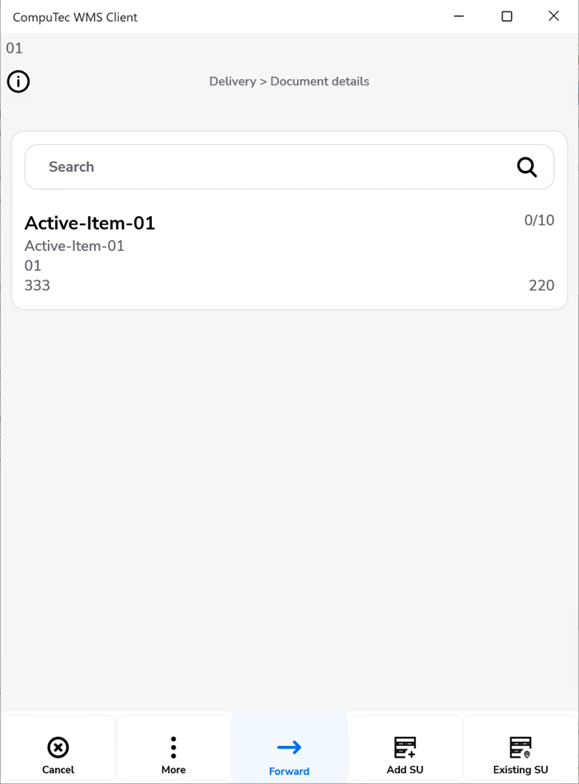 CompuTec WMS Client
01
Delivery > Document details
Search
Active-Item-01 0/10
Active-Item-01
01
333 220
Cancel More Forward Add SU Existing SU